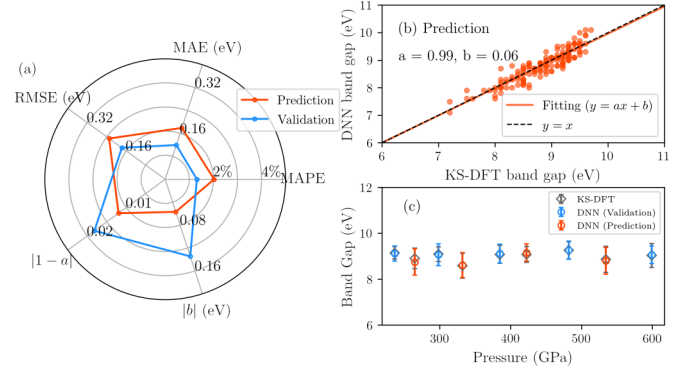 (a)
MAE (eV)
0.32
RMSE (eV)
0.32
Prediction
Validation
0.16
0.16
2%
4%
MAPE
0.01
0.08
0.02
|1 − a|
0.16
|b| (eV)
(b) Prediction
a = 0.99, b = 0.06
Fitting (y = ax + b)
y = x
11
10
9
8
7
6
DNN band gap (eV)
6
7
8
9
10
11
KS-DFT band gap (eV)
(c)
KS-DFT
DNN (Validation)
DNN (Prediction)
12
10
8
6
Band Gap (eV)
300
400
500
600
Pressure (GPa)